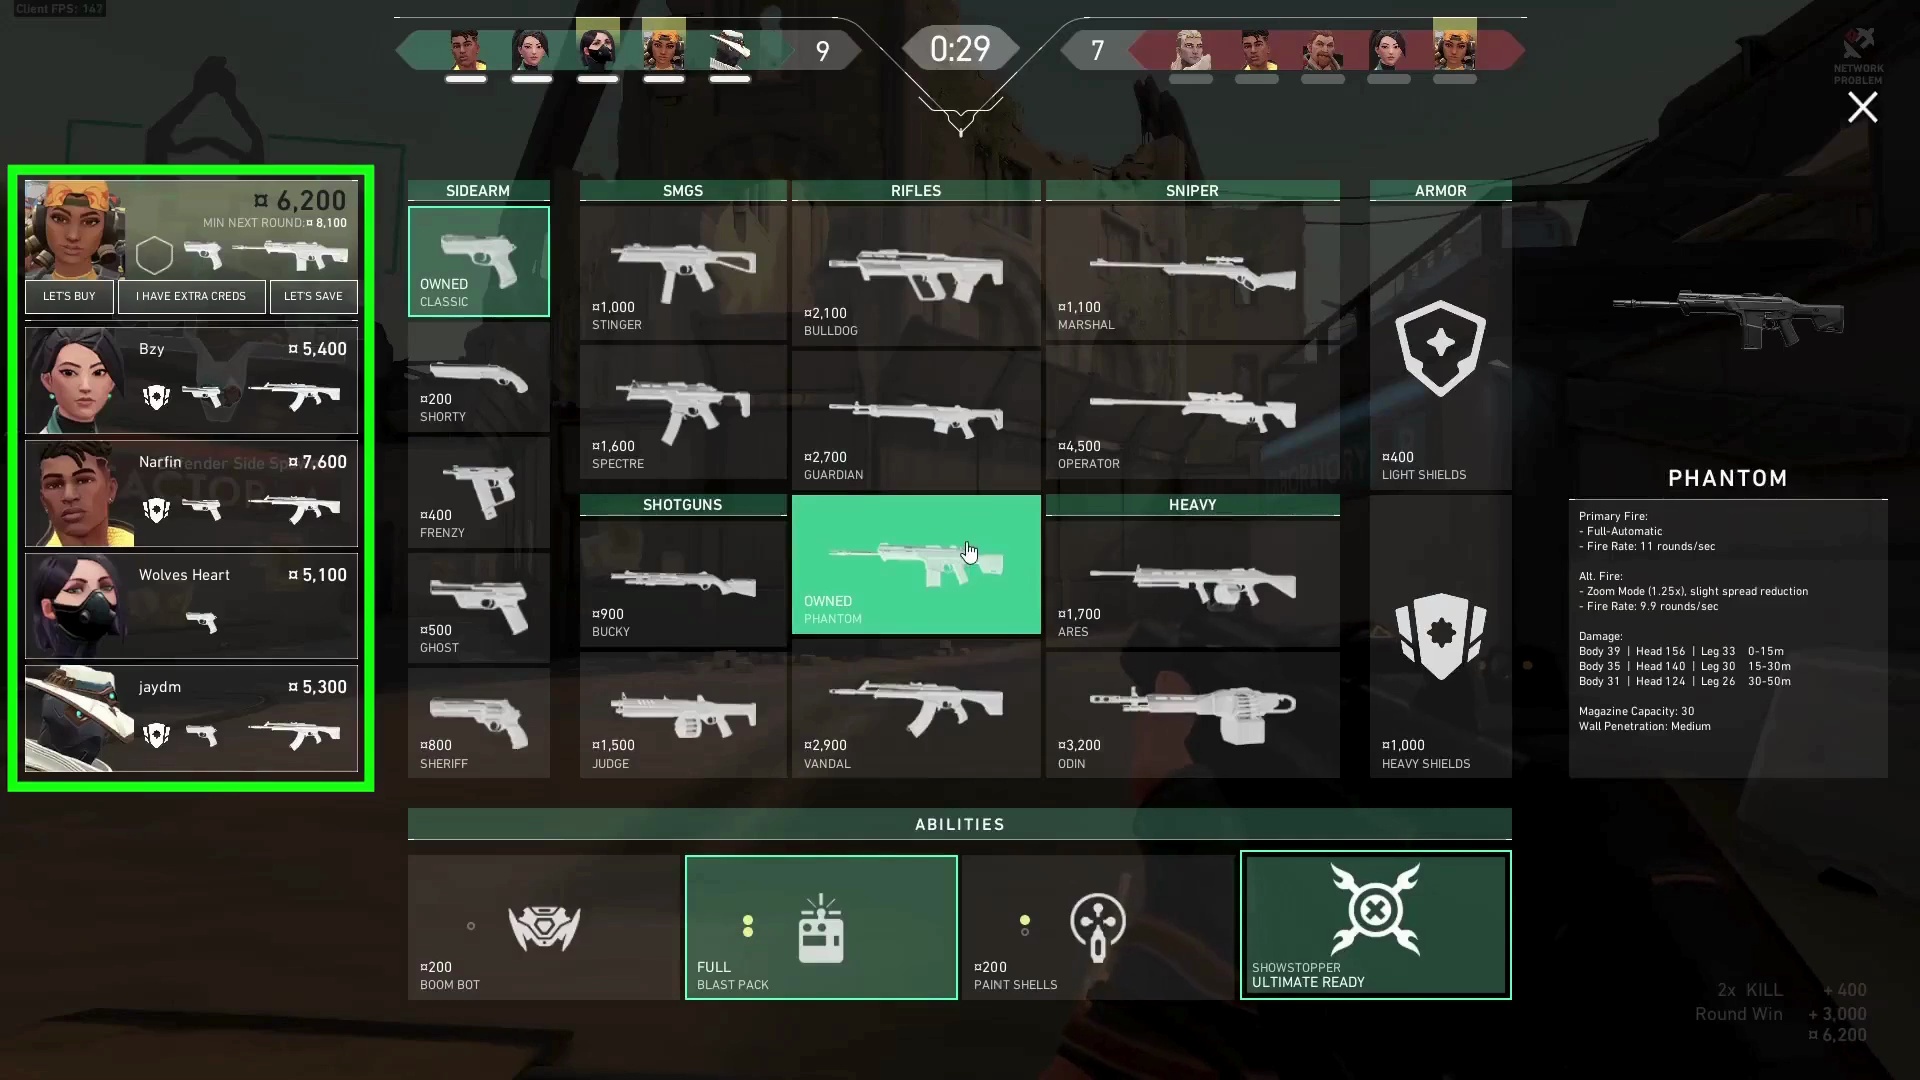 Client FPS: 147
9
0:29
7
NETWORK
PROBLEM
¤ 6,200
MIN NEXT ROUND: ¤ 8,100
LET'S BUY
I HAVE EXTRA CREDS
LET'S SAVE
Bzy
¤ 5,400
Narfin
¤ 7,600
Wolves Heart
¤ 5,100
jaydm
¤ 5,300
SIDEARM
OWNED
CLASSIC
¤200
SHORTY
¤400
FRENZY
¤500
GHOST
¤800
SHERIFF
SMGS
¤1,000
STINGER
¤1,600
SPECTRE
SHOTGUNS
¤900
BUCKY
¤1,500
JUDGE
RIFLES
¤2,100
BULLDOG
¤2,700
GUARDIAN
OWNED
PHANTOM
¤2,900
VANDAL
SNIPER
¤1,100
MARSHAL
¤4,500
OPERATOR
HEAVY
¤1,700
ARES
¤3,200
ODIN
ARMOR
¤400
LIGHT SHIELDS
¤1,000
HEAVY SHIELDS
PHANTOM
Primary Fire:
- Full-Automatic
- Fire Rate: 11 rounds/sec
Alt. Fire:
- Zoom Mode (1.25x), slight spread reduction
- Fire Rate: 9.9 rounds/sec
Damage:
Body 39 | Head 156 | Leg 33 0-15m
Body 35 | Head 140 | Leg 30 15-30m
Body 31 | Head 124 | Leg 26 30-50m
Magazine Capacity: 30
Wall Penetration: Medium
ABILITIES
¤200
BOOM BOT
FULL
BLAST PACK
¤200
PAINT SHELLS
SHOWSTOPPER
ULTIMATE READY
2x KILL + 400
Round Win + 3,000
¤ 6,200